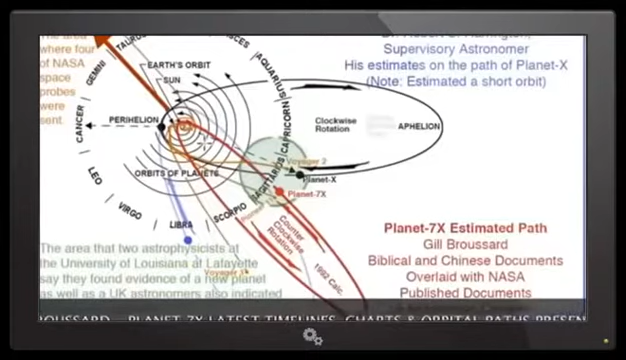 The area
where four
of NASA
space
probes
were
sent
TAURUS
GEMINI
CANCER
LEO
VIRGO
LIBRA
SCORPIO
SAGITTARIUS
CAPRICORN
AQUARIUS
EARTH'S ORBIT
SUN
PERIHELION
ORBITS OF PLANETS
Clockwise
Rotation
APHELION
Voyager 2
Planet-X
Planet-7X
Counter
Clockwise
Rotation
1992 Calc.
Supervisory Astronomer
His estimates on the path of Planet-X
(Note: Estimated a short orbit)
Planet-7X Estimated Path
Gill Broussard
Biblical and Chinese Documents
Overlaid with NASA
Published Documents
The area that two astrophysicists at
the University of Louisiana at Lafayette
say they found evidence of a new planet
as well as a UK astronomers also indicated
PLANET 7X LATEST TIMELINES, CHARTS & ORBITAL PATHS